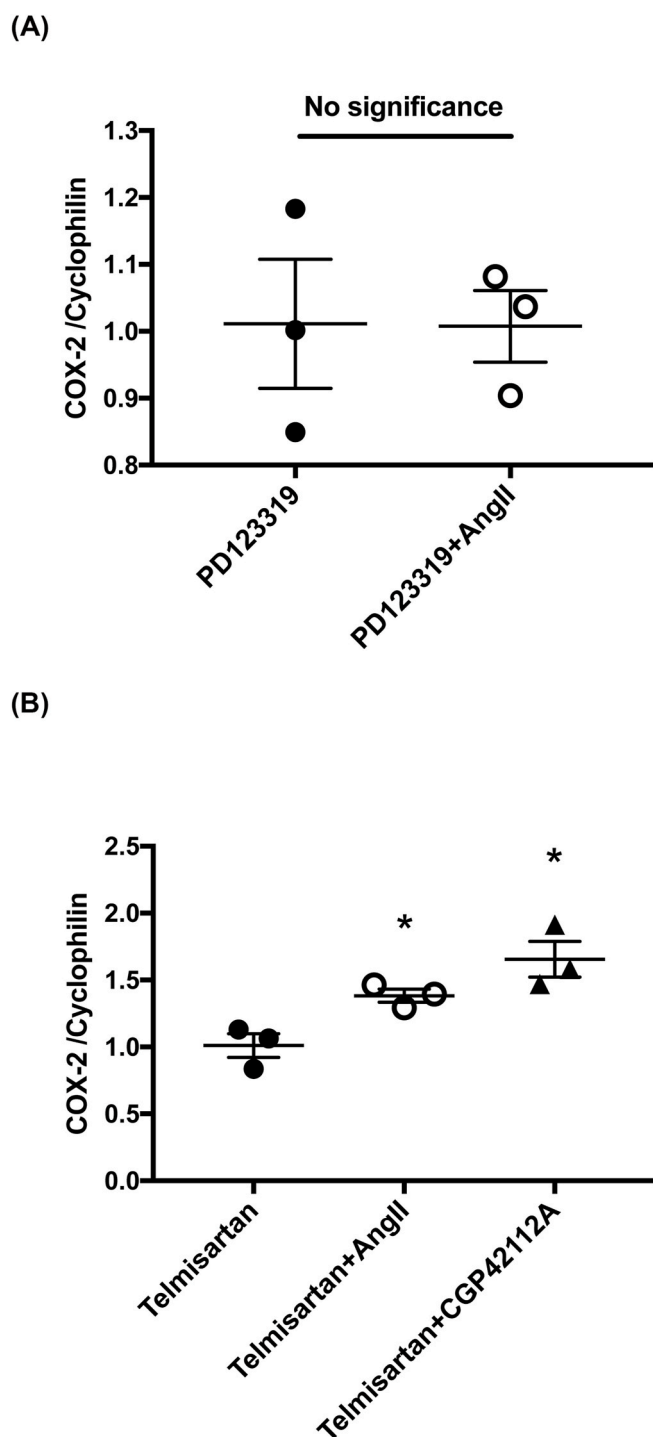 (A)
No significance
1.3
1.2
1.1
1.0
0.9
0.8
COX-2 /Cyclophilin
PD123319
PD123319+AngII
(B)
2.5
2.0
1.5
1.0
0.5
0.0
COX-2 /Cyclophilin
*
*
Telmisartan
Telmisartan+AngII
Telmisartan+CGP42112A